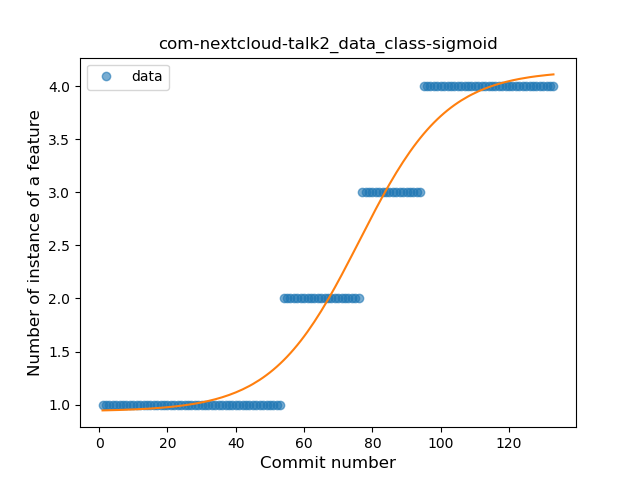 com-nextcloud-talk2_data_class-sigmoid
data
Number of instance of a feature
4.0
3.5
3.0
2.5
2.0
1.5
1.0
0 20 40 60 80 100 120
Commit number